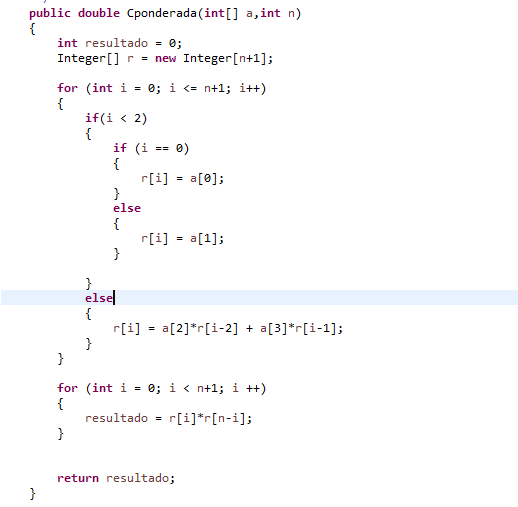 public double Cponderada(int[] a,int n)
{
    int resultado = 0;
    Integer[] r = new Integer[n+1];

    for (int i = 0; i <= n+1; i++)
    {
        if(i < 2)
        {
            if (i == 0)
            {
                r[i] = a[0];
            }
            else
            {
                r[i] = a[1];
            }

        }
        else
        {
            r[i] = a[2]*r[i-2] + a[3]*r[i-1];
        }
    }

    for (int i = 0; i < n+1; i ++)
    {
        resultado = r[i]*r[n-i];
    }


    return resultado;
}